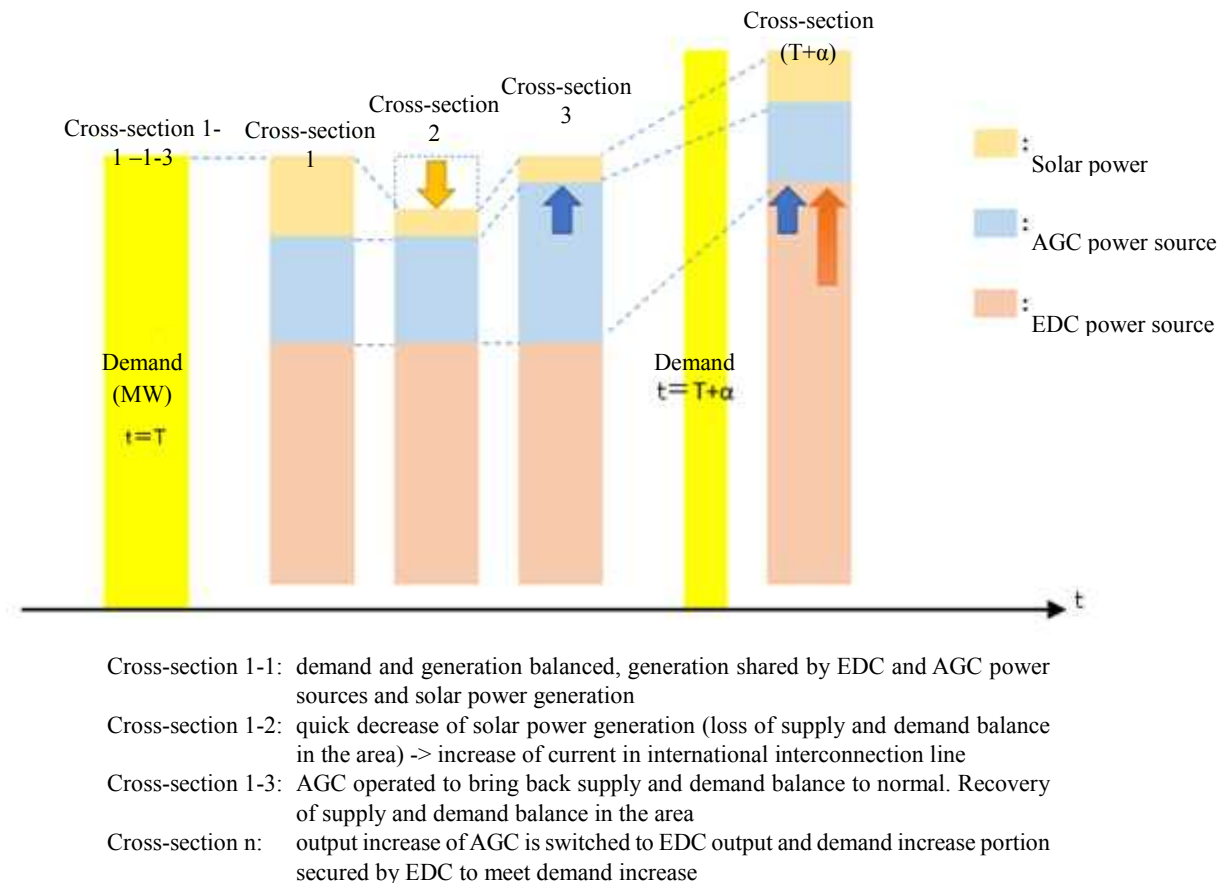 Cross-section
(T+α)
Cross-section
3
Cross-section
2
Cross-section 1-
1 –1-3
Cross-section
1
:
Solar power
:
AGC power source
:
EDC power source
Demand
(MW)
t=T
Demand
t=T+α
t
Cross-section 1-1: demand and generation balanced, generation shared by EDC and AGC power
sources and solar power generation
Cross-section 1-2: quick decrease of solar power generation (loss of supply and demand balance
in the area) -> increase of current in international interconnection line
Cross-section 1-3: AGC operated to bring back supply and demand balance to normal. Recovery
of supply and demand balance in the area
Cross-section n: output increase of AGC is switched to EDC output and demand increase portion
secured by EDC to meet demand increase